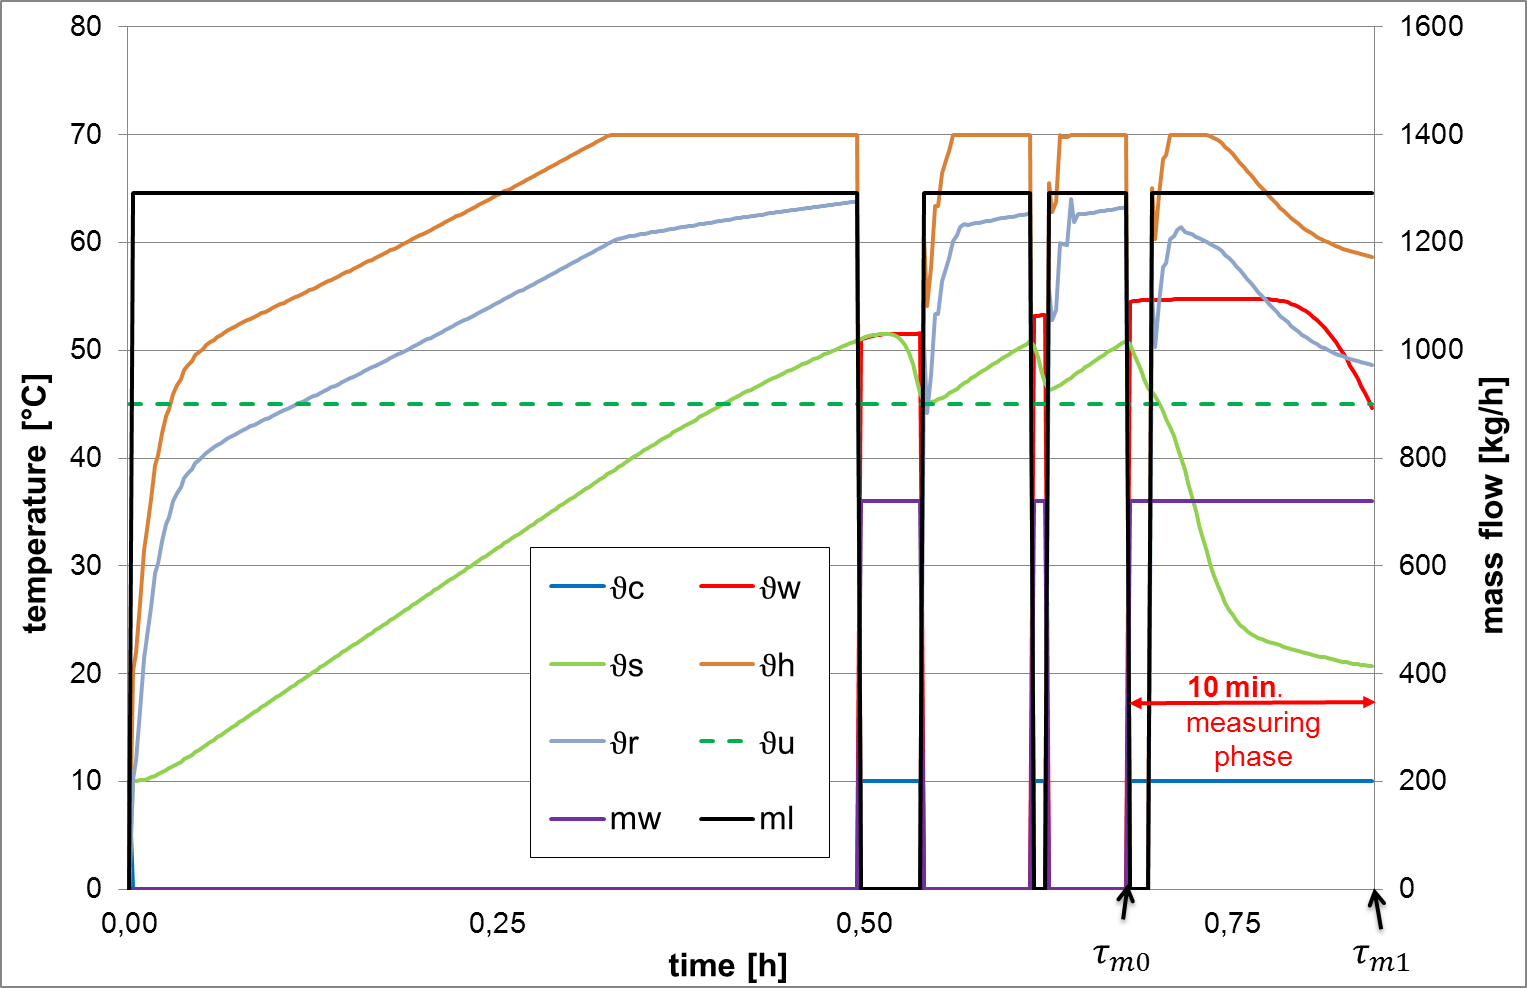 80
70
60
50
40
30
20
10
0
temperature [°C]
1600
1400
1200
1000
800
600
400
200
0
mass flow [kg/h]
ϑc
ϑw
ϑs
ϑh
ϑr
ϑu
mw
ml
10 min.
measuring
phase
0,00
0,25
0,50
0,75
time [h]
τm0
τm1